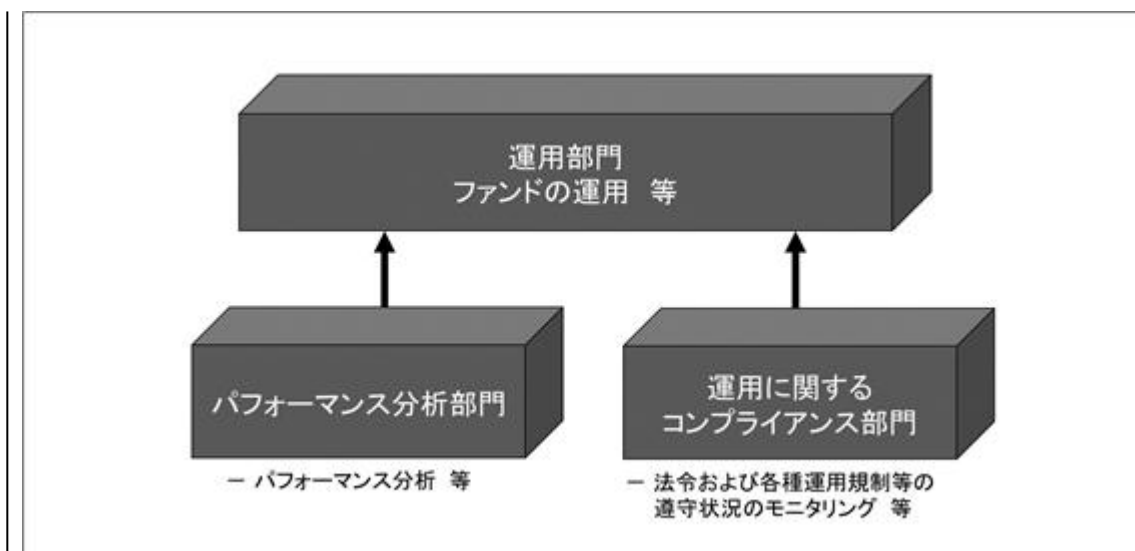 運用部門
ファンドの運用 等
パフォーマンス分析部門
－ パフォーマンス分析 等
運用に関する
コンプライアンス部門
－ 法令および各種運用規制等の
遵守状況のモニタリング 等